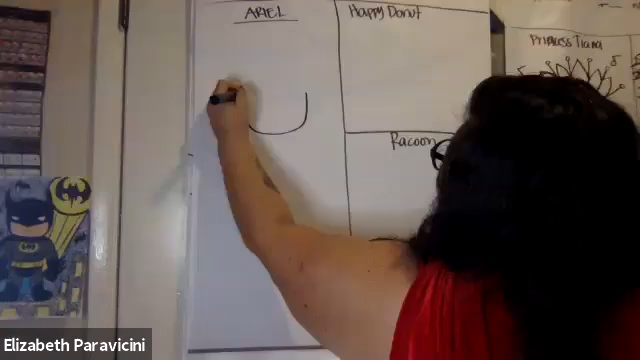 ARIEL
Happy Donut
Princess Tiana
Racoon
Elizabeth Paravicini